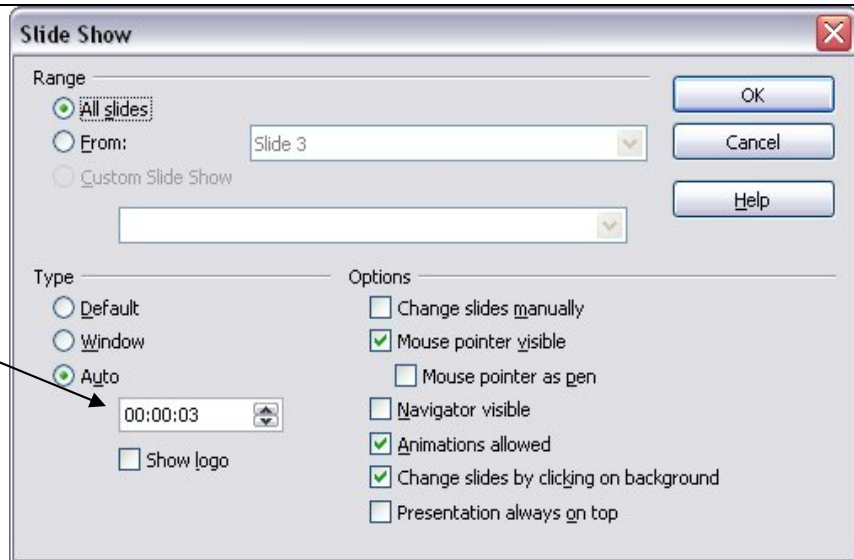 Slide Show
Range
All slides
From:
Slide 3
Custom Slide Show
OK
Cancel
Help
Type
Default
Window
Auto
00:00:03
Show logo
Options
Change slides manually
Mouse pointer visible
Mouse pointer as pen
Navigator visible
Animations allowed
Change slides by clicking on background
Presentation always on top